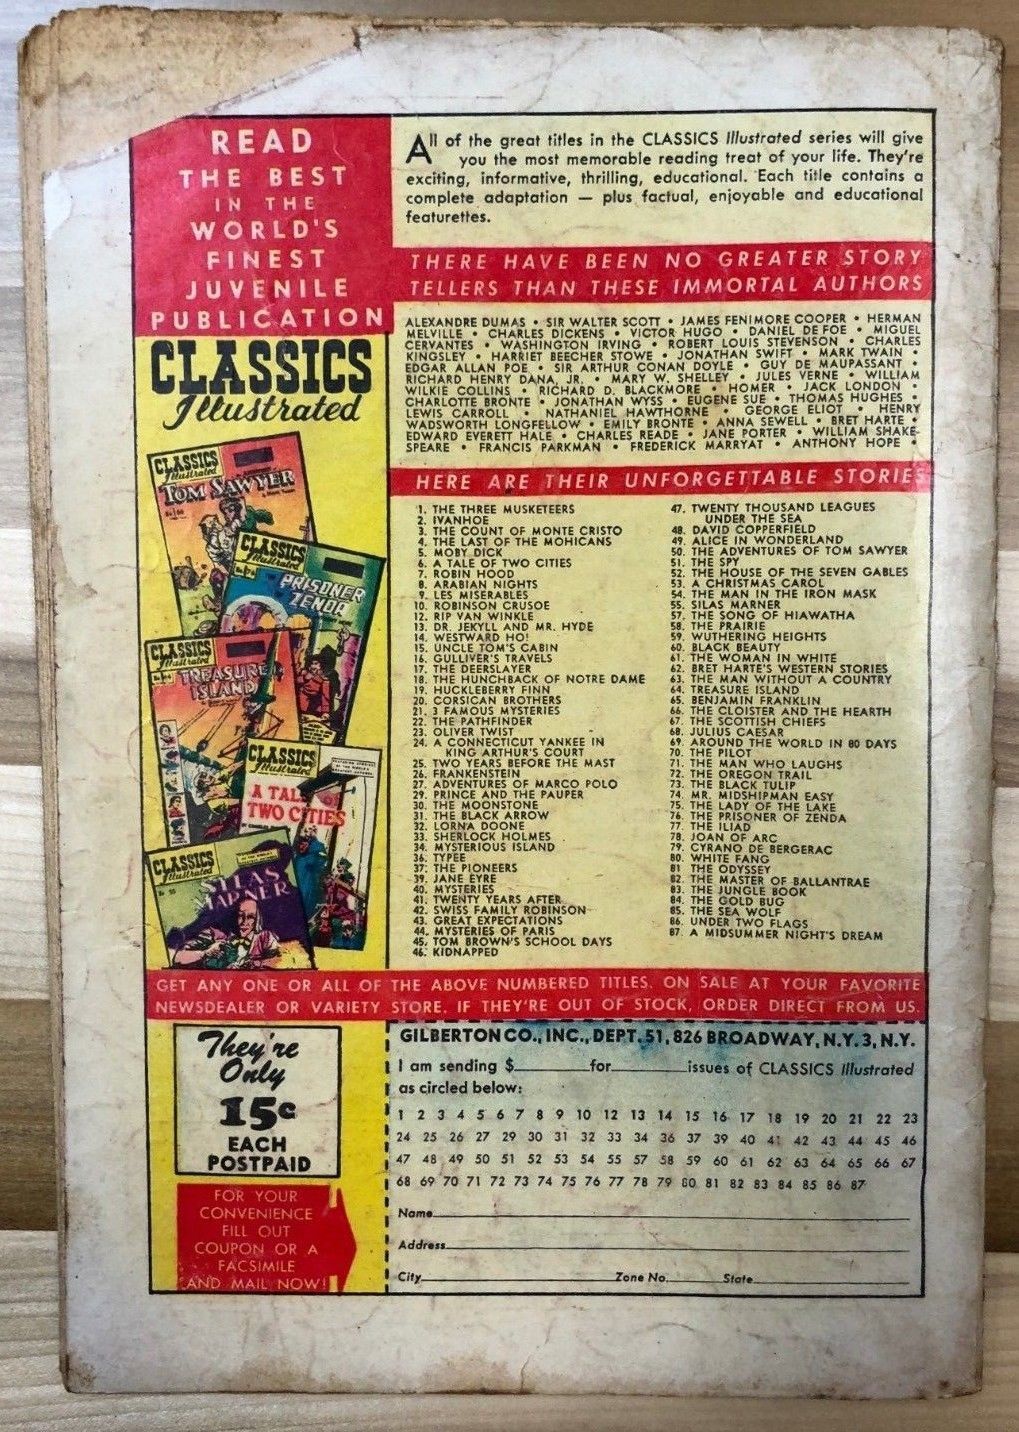 READ
THE BEST
IN THE
WORLD'S
FINEST
JUVENILE
PUBLICATION
CLASSICS
Illustrated
All of the great titles in the CLASSICS Illustrated series will give
you the most memorable reading treat of your life. They're
exciting, informative, thrilling, educational. Each title contains a
complete adaptation — plus factual, enjoyable and educational
featurettes.
THERE HAVE BEEN NO GREATER STORY
TELLERS THAN THESE IMMORTAL AUTHORS
ALEXANDRE DUMAS • SIR WALTER SCOTT • JAMES FENIMORE COOPER • HERMAN
MELVILLE • CHARLES DICKENS • VICTOR HUGO • DANIEL DE FOE • MIGUEL
CERVANTES • WASHINGTON IRVING • ROBERT LOUIS STEVENSON • CHARLES
KINGSLEY • HARRIET BEECHER STOWE • JONATHAN SWIFT • MARK TWAIN •
EDGAR ALLAN POE • SIR ARTHUR CONAN DOYLE • GUY DE MAUPASSANT •
RICHARD HENRY DANA, JR. • MARY W. SHELLEY • JULES VERNE • WILLIAM
WILKIE COLLINS • RICHARD D. BLACKMORE • HOMER • JACK LONDON •
CHARLOTTE BRONTE • JONATHAN WYSS • EUGENE SUE • THOMAS HUGHES •
LEWIS CARROLL • NATHANIEL HAWTHORNE • GEORGE ELIOT • HENRY
WADSWORTH LONGFELLOW • EMILY BRONTE • ANNA SEWELL • BRET HARTE •
EDWARD EVERETT HALE • CHARLES READE • JANE PORTER • WILLIAM SHAKE-
SPEARE • FRANCIS PARKMAN • FREDERICK MARRYAT • ANTHONY HOPE •
HERE ARE THEIR UNFORGETTABLE STORIES
1. THE THREE MUSKETEERS
2. IVANHOE
3. THE COUNT OF MONTE CRISTO
4. THE LAST OF THE MOHICANS
5. MOBY DICK
6. A TALE OF TWO CITIES
7. ROBIN HOOD
8. ARABIAN NIGHTS
9. LES MISERABLES
10. ROBINSON CRUSOE
12. RIP VAN WINKLE
13. DR. JEKYLL AND MR. HYDE
14. WESTWARD HO!
15. UNCLE TOM'S CABIN
16. GULLIVER'S TRAVELS
17. THE DEERSLAYER
18. THE HUNCHBACK OF NOTRE DAME
19. HUCKLEBERRY FINN
20. CORSICAN BROTHERS
21. 3 FAMOUS MYSTERIES
22. THE PATHFINDER
23. OLIVER TWIST
24. A CONNECTICUT YANKEE IN
KING ARTHUR'S COURT
25. TWO YEARS BEFORE THE MAST
26. FRANKENSTEIN
27. ADVENTURES OF MARCO POLO
29. PRINCE AND THE PAUPER
30. THE MOONSTONE
31. THE BLACK ARROW
32. LORNA DOONE
33. SHERLOCK HOLMES
34. MYSTERIOUS ISLAND
36. TYPEE
37. THE PIONEERS
39. JANE EYRE
40. MYSTERIES
41. TWENTY YEARS AFTER
42. SWISS FAMILY ROBINSON
43. GREAT EXPECTATIONS
44. MYSTERIES OF PARIS
45. TOM BROWN'S SCHOOL DAYS
46. KIDNAPPED
47. TWENTY THOUSAND LEAGUES
UNDER THE SEA
48. DAVID COPPERFIELD
49. ALICE IN WONDERLAND
50. THE ADVENTURES OF TOM SAWYER
51. THE SPY
52. THE HOUSE OF THE SEVEN GABLES
53. A CHRISTMAS CAROL
54. THE MAN IN THE IRON MASK
55. SILAS MARNER
57. THE SONG OF HIAWATHA
58. THE PRAIRIE
59. WUTHERING HEIGHTS
60. BLACK BEAUTY
61. THE WOMAN IN WHITE
62. BRET HARTE'S WESTERN STORIES
63. THE MAN WITHOUT A COUNTRY
64. TREASURE ISLAND
65. BENJAMIN FRANKLIN
66. THE CLOISTER AND THE HEARTH
67. THE SCOTTISH CHIEFS
68. JULIUS CAESAR
69. AROUND THE WORLD IN 80 DAYS
70. THE PILOT
71. THE MAN WHO LAUGHS
72. THE OREGON TRAIL
73. THE BLACK TULIP
74. MR. MIDSHIPMAN EASY
75. THE LADY OF THE LAKE
76. THE PRISONER OF ZENDA
77. THE ILIAD
78. JOAN OF ARC
79. CYRANO DE BERGERAC
80. WHITE FANG
81 THE ODYSSEY
82. THE MASTER OF BALLANTRAE
83. THE JUNGLE BOOK
84. THE GOLD BUG
85. THE SEA WOLF
86. UNDER TWO FLAGS
87. A MIDSUMMER NIGHT'S DREAM
CLASSICS
Illustrated
TOM SAWYER
CLASSICS
Illustrated
PRISONER
ZENDA
CLASSICS
Illustrated
TREASURE
ISLAND
CLASSICS
Illustrated
A TALE OF
TWO CITIES
CLASSICS
Illustrated
SILAS
MARNER
GET ANY ONE OR ALL OF THE ABOVE NUMBERED TITLES, ON SALE AT YOUR FAVORITE
NEWSDEALER OR VARIETY STORE. IF THEY'RE OUT OF STOCK, ORDER DIRECT FROM US.
They're
Only
15¢
EACH
POSTPAID
FOR YOUR
CONVENIENCE
FILL OUT
COUPON OR A
FACSIMILE
AND MAIL NOW!
GILBERTON CO., INC., DEPT. 51, 826 BROADWAY, N.Y. 3, N.Y.
I am sending $ for issues of CLASSICS Illustrated
as circled below:
1 2 3 4 5 6 7 8 9 10 12 13 14 15 16 17 18 19 20 21 22 23
24 25 26 27 29 30 31 32 33 34 36 37 39 40 41 42 43 44 45 46
47 48 49 50 51 52 53 54 55 57 58 59 60 61 62 63 64 65 66 67
68 69 70 71 72 73 74 75 76 77 78 79 80 81 82 83 84 85 86 87
Name
Address
City Zone No. State